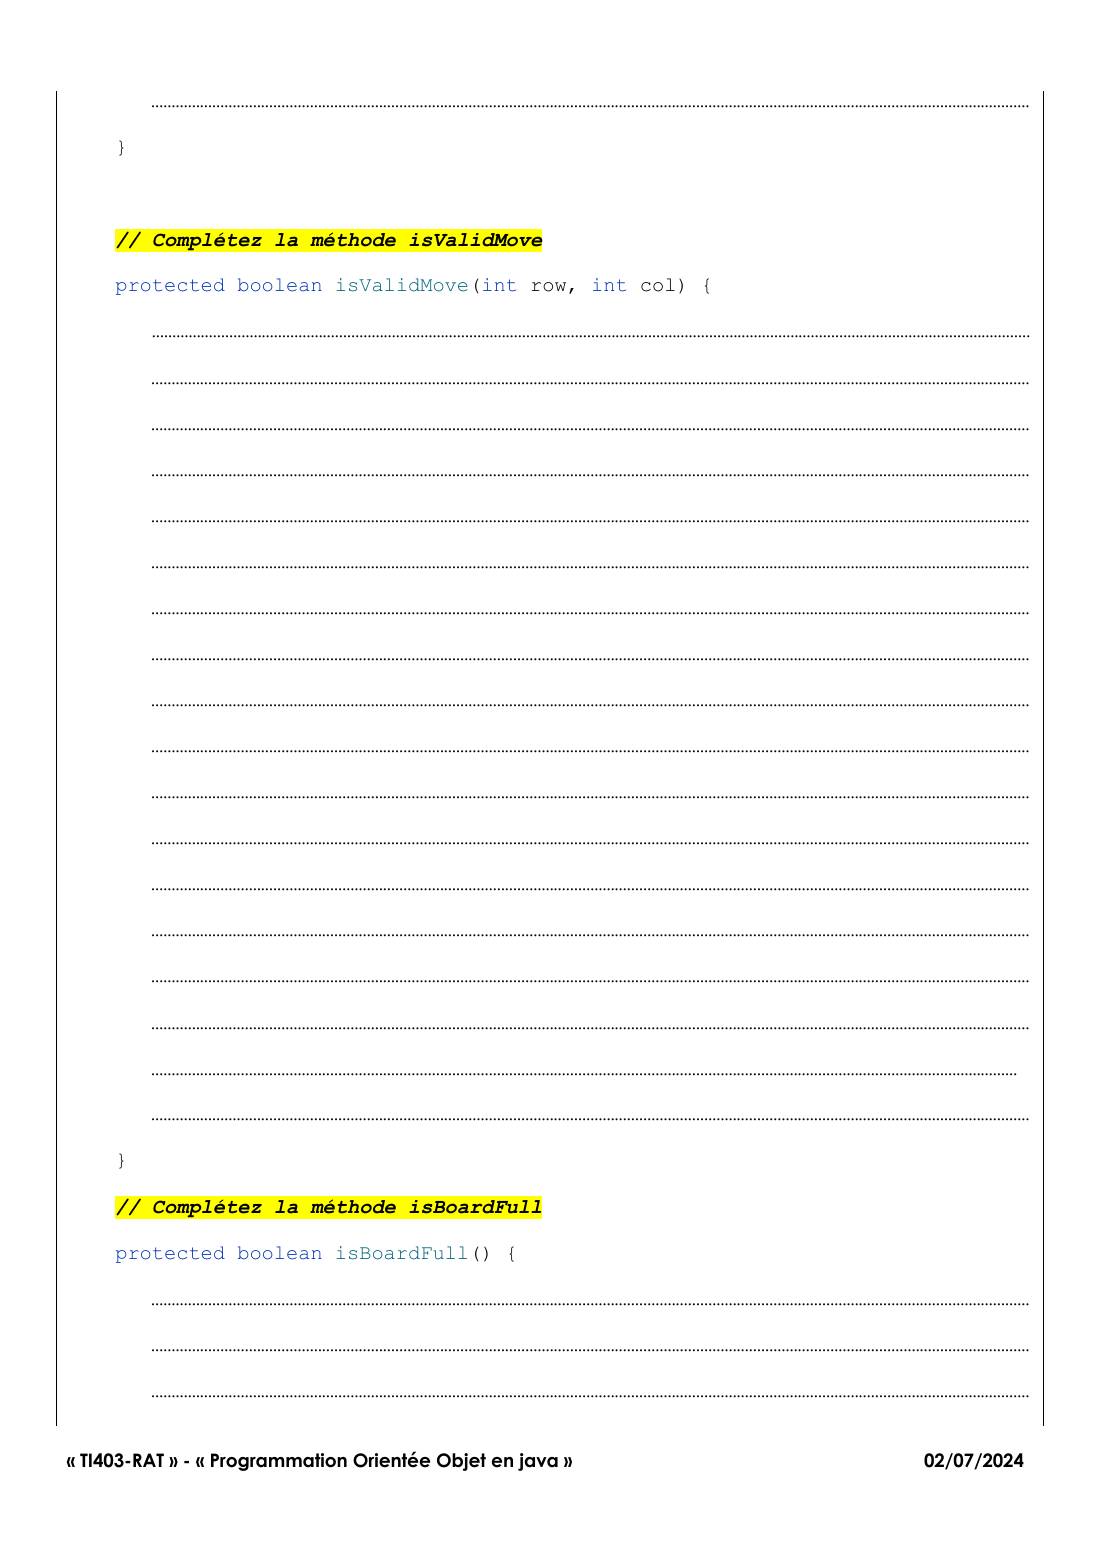 }
// Complétez la méthode isValidMove
protected boolean isValidMove(int row, int col) {
}
// Complétez la méthode isBoardFull
protected boolean isBoardFull() {
« TI403-RAT » - « Programmation Orientée Objet en java » 02/07/2024